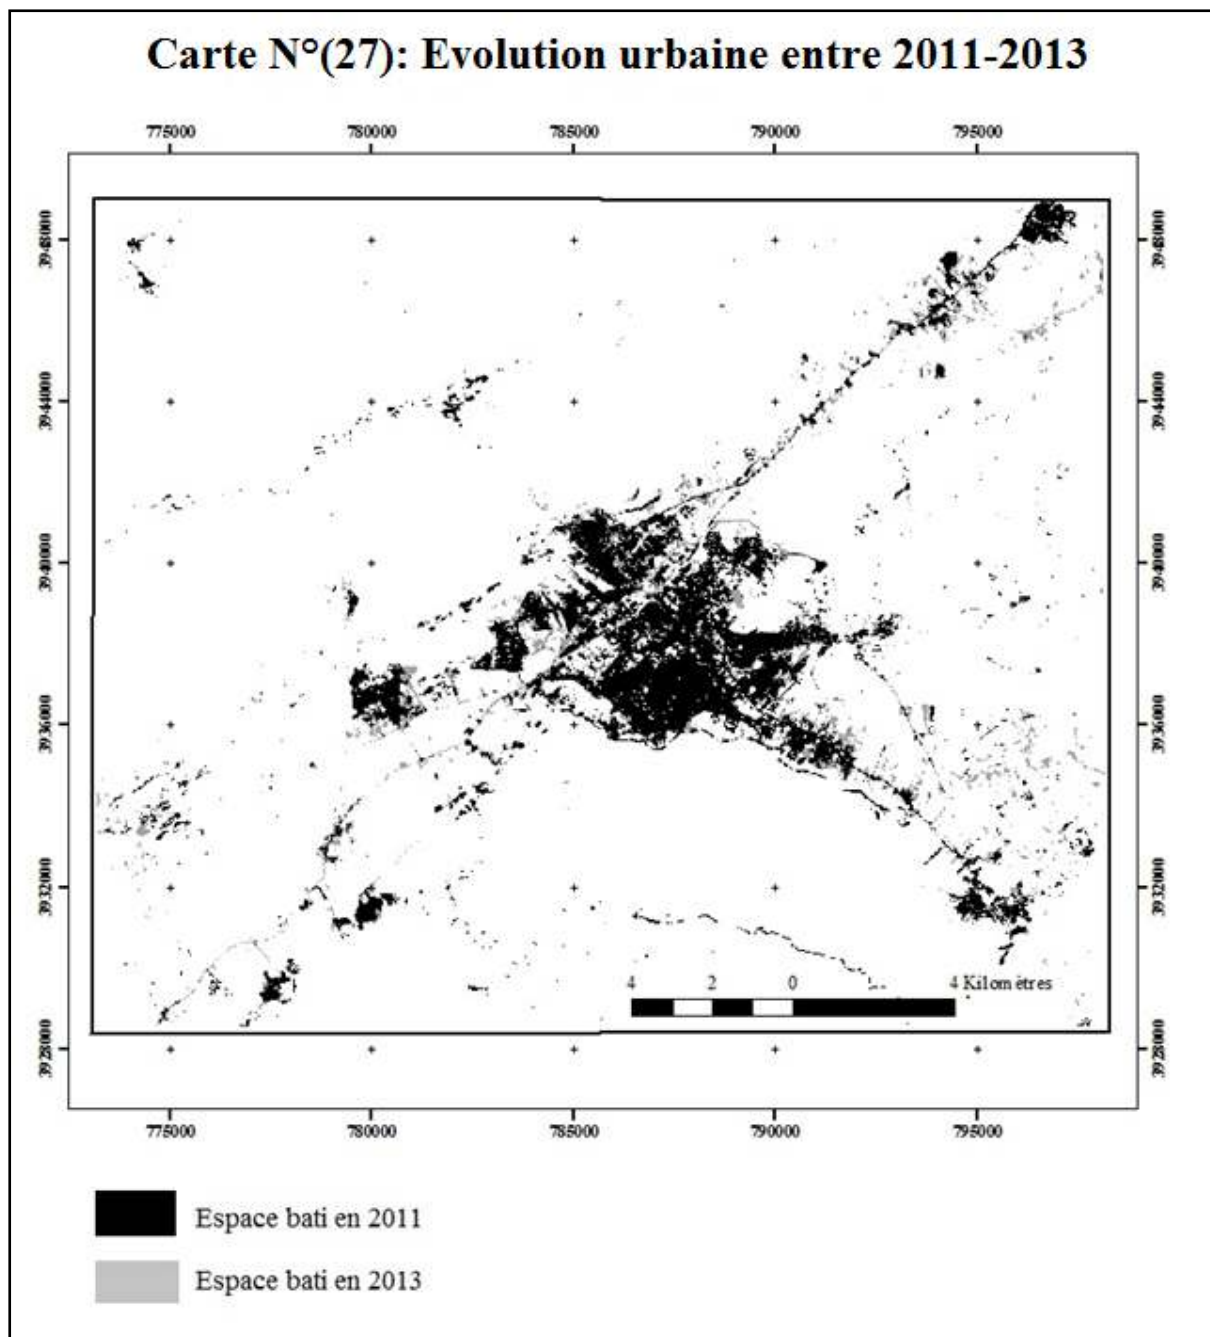 Carte N°(27): Evolution urbaine entre 2011-2013
775000 780000 785000 790000 795000
3948000 3948000
3944000 3944000
3940000 3940000
3936000 3936000
3932000 3932000
4 2 0 4 Kilomètres
3928000 3928000
775000 780000 785000 790000 795000
Espace bati en 2011
Espace bati en 2013